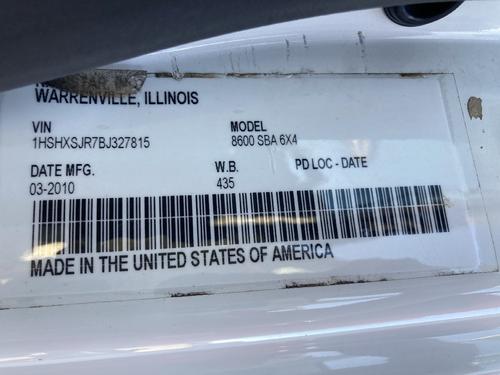 WARRENVILLE, ILLINOIS
VIN MODEL
1HSHXSJR7BJ327815 8600 SBA 6X4
DATE MFG. W.B. PD LOC - DATE
03-2010 435
MADE IN THE UNITED STATES OF AMERICA